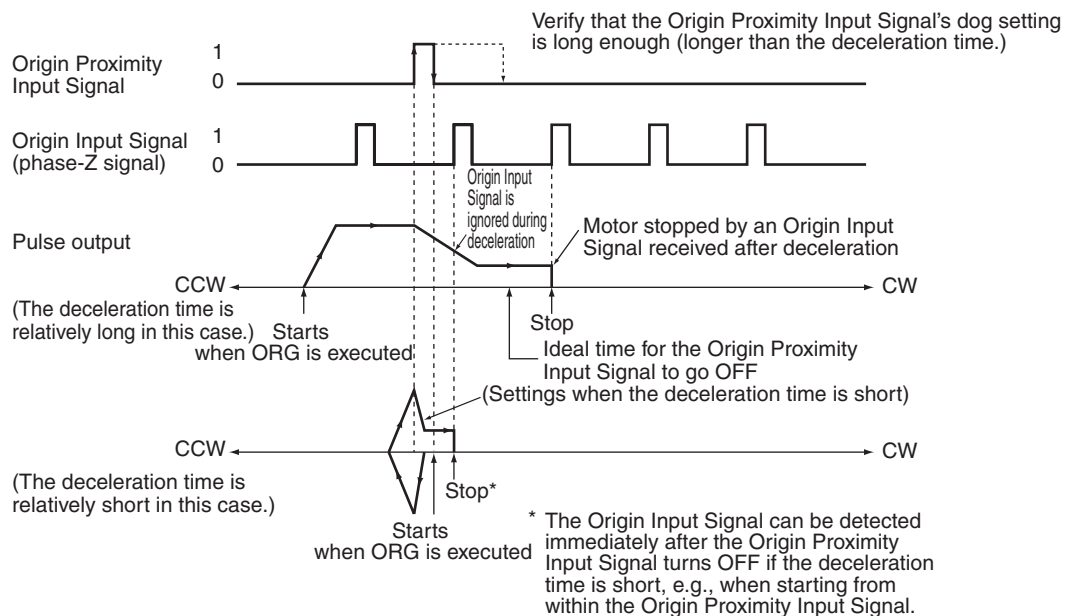 Verify that the Origin Proximity Input Signal's dog setting
is long enough (longer than the deceleration time.)
Origin Proximity
Input Signal
1
0
Origin Input Signal
(phase-Z signal)
1
0
Origin Input
Signal is
ignored during
deceleration
Pulse output
Motor stopped by an Origin Input
Signal received after deceleration
CCW
CW
(The deceleration time is
relatively long in this case.)
Starts
when ORG is executed
Stop
Ideal time for the Origin Proximity
Input Signal to go OFF
(Settings when the deceleration time is short)
CCW
CW
(The deceleration time is
relatively short in this case.)
Stop*
Starts
when ORG is executed
* The Origin Input Signal can be detected
immediately after the Origin Proximity
Input Signal turns OFF if the deceleration
time is short, e.g., when starting from
within the Origin Proximity Input Signal.